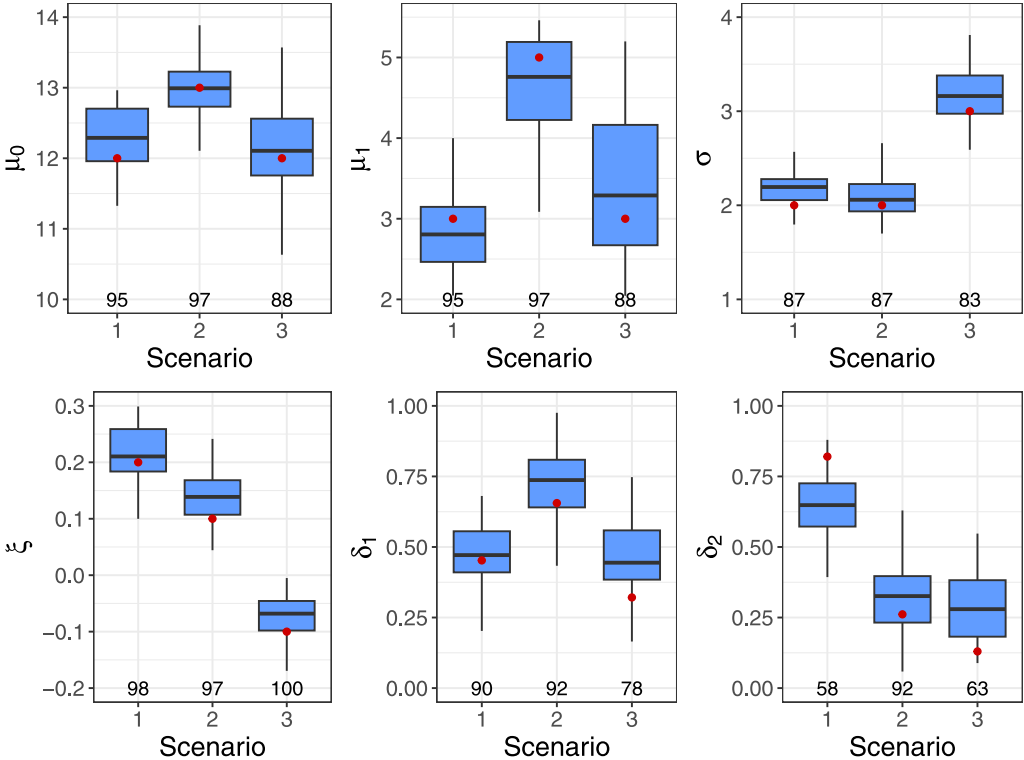 μ0
14
13
12
11
10
95 97 88
1 2 3
Scenario
μ1
5
4
3
2
95 97 88
1 2 3
Scenario
σ
4
3
2
1
87 87 83
1 2 3
Scenario
ξ
0.3
0.2
0.1
0.0
−0.1
−0.2
98 97 100
1 2 3
Scenario
δ1
1.00
0.75
0.50
0.25
0.00
90 92 78
1 2 3
Scenario
δ2
1.00
0.75
0.50
0.25
0.00
58 92 63
1 2 3
Scenario